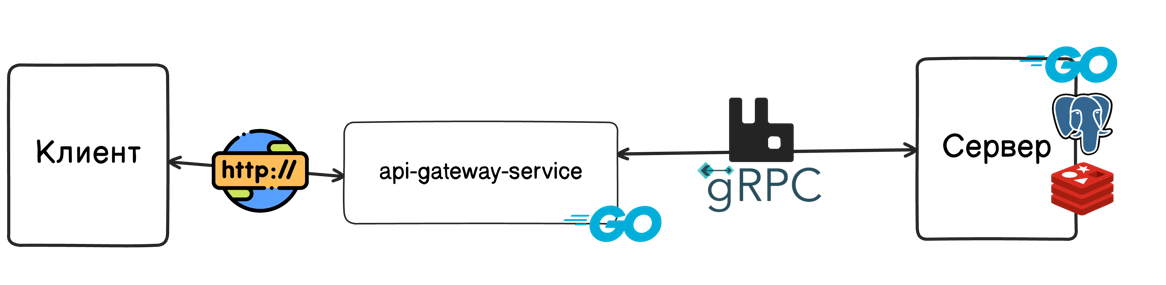 Клиент
http://
api-gateway-service
GO
gRPC
Сервер
GO